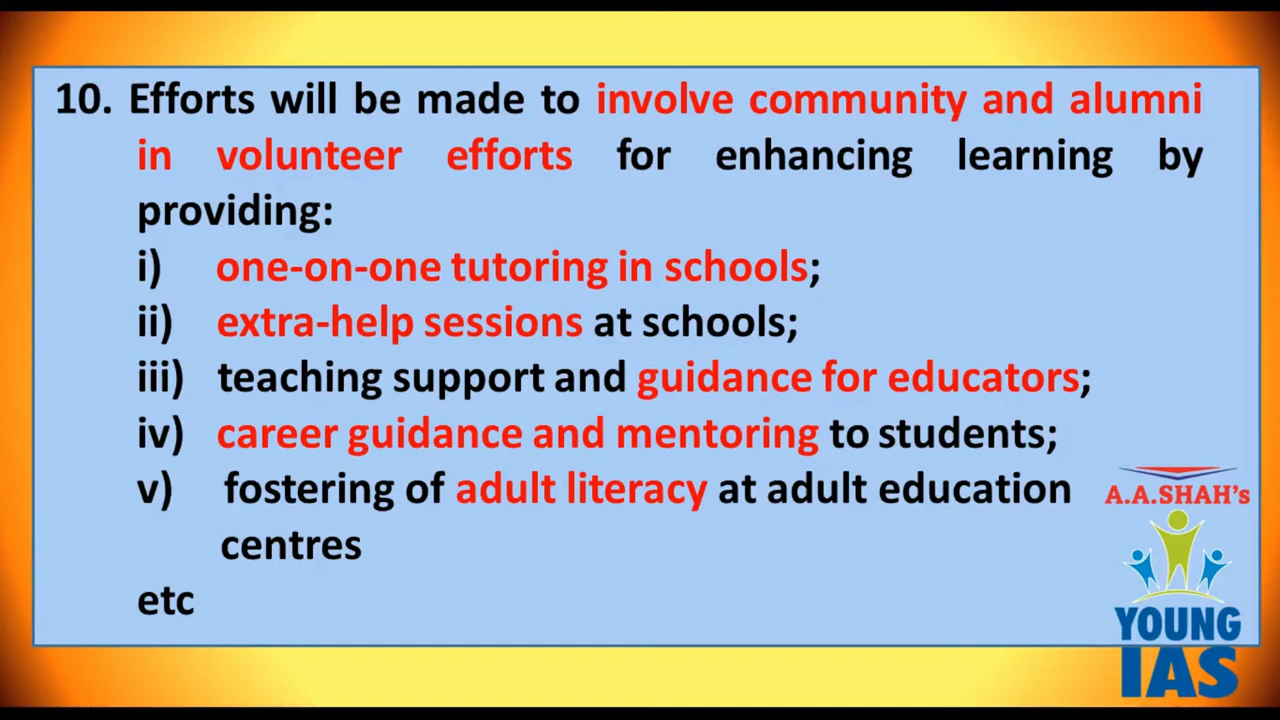 10. Efforts will be made to involve community and alumni
in volunteer efforts for enhancing learning by
providing:
i) one-on-one tutoring in schools;
ii) extra-help sessions at schools;
iii) teaching support and guidance for educators;
iv) career guidance and mentoring to students;
v) fostering of adult literacy at adult education
centres
etc
A.A.SHAH's
YOUNG
IAS